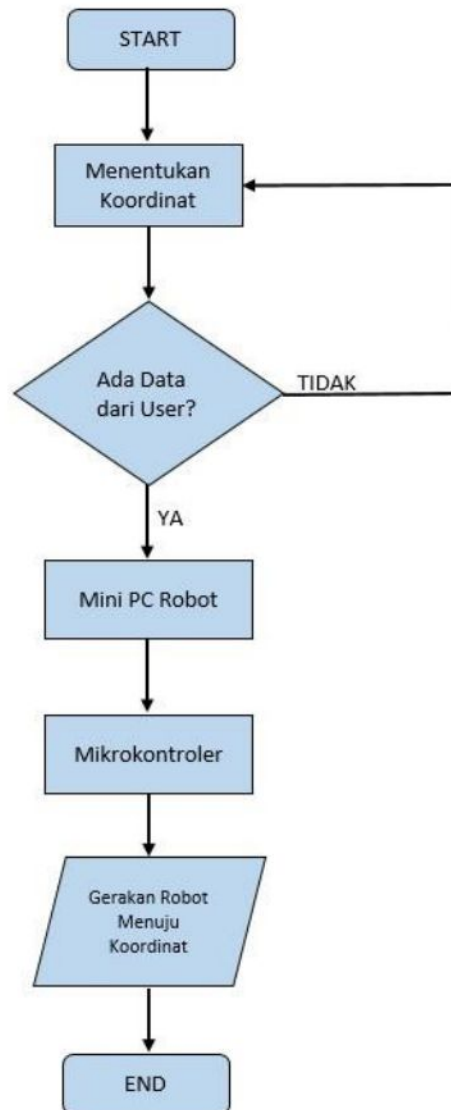 START
Menentukan
Koordinat
Ada Data
dari User?
TIDAK
YA
Mini PC Robot
Mikrokontroler
Gerakan Robot
Menuju
Koordinat
END